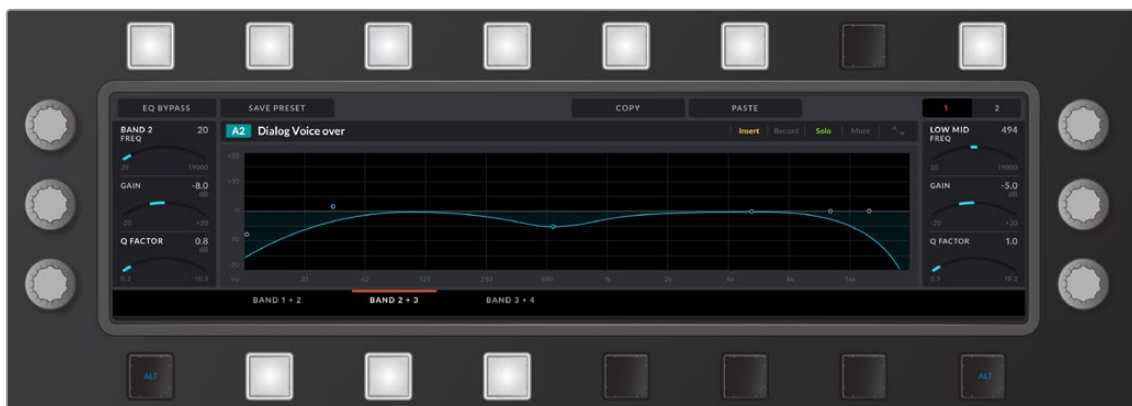 EQ BYPASS
SAVE PRESET
COPY
PASTE
1
2
BAND 2
FREQ
20
20
19000
GAIN
-8.0
dB
-20
+20
Q FACTOR
0.8
dB
0.3
10.3
A2 Dialog Voice over
Insert
Record
Solo
Mute
+20
+10
0
-10
-20
Hz
31
62
125
250
500
1k
2k
4k
8k
16k
LOW MID
FREQ
494
20
19000
GAIN
-5.0
dB
-20
+20
Q FACTOR
1.0
0.3
10.3
BAND 1 + 2
BAND 2 + 3
BAND 3 + 4
ALT
ALT